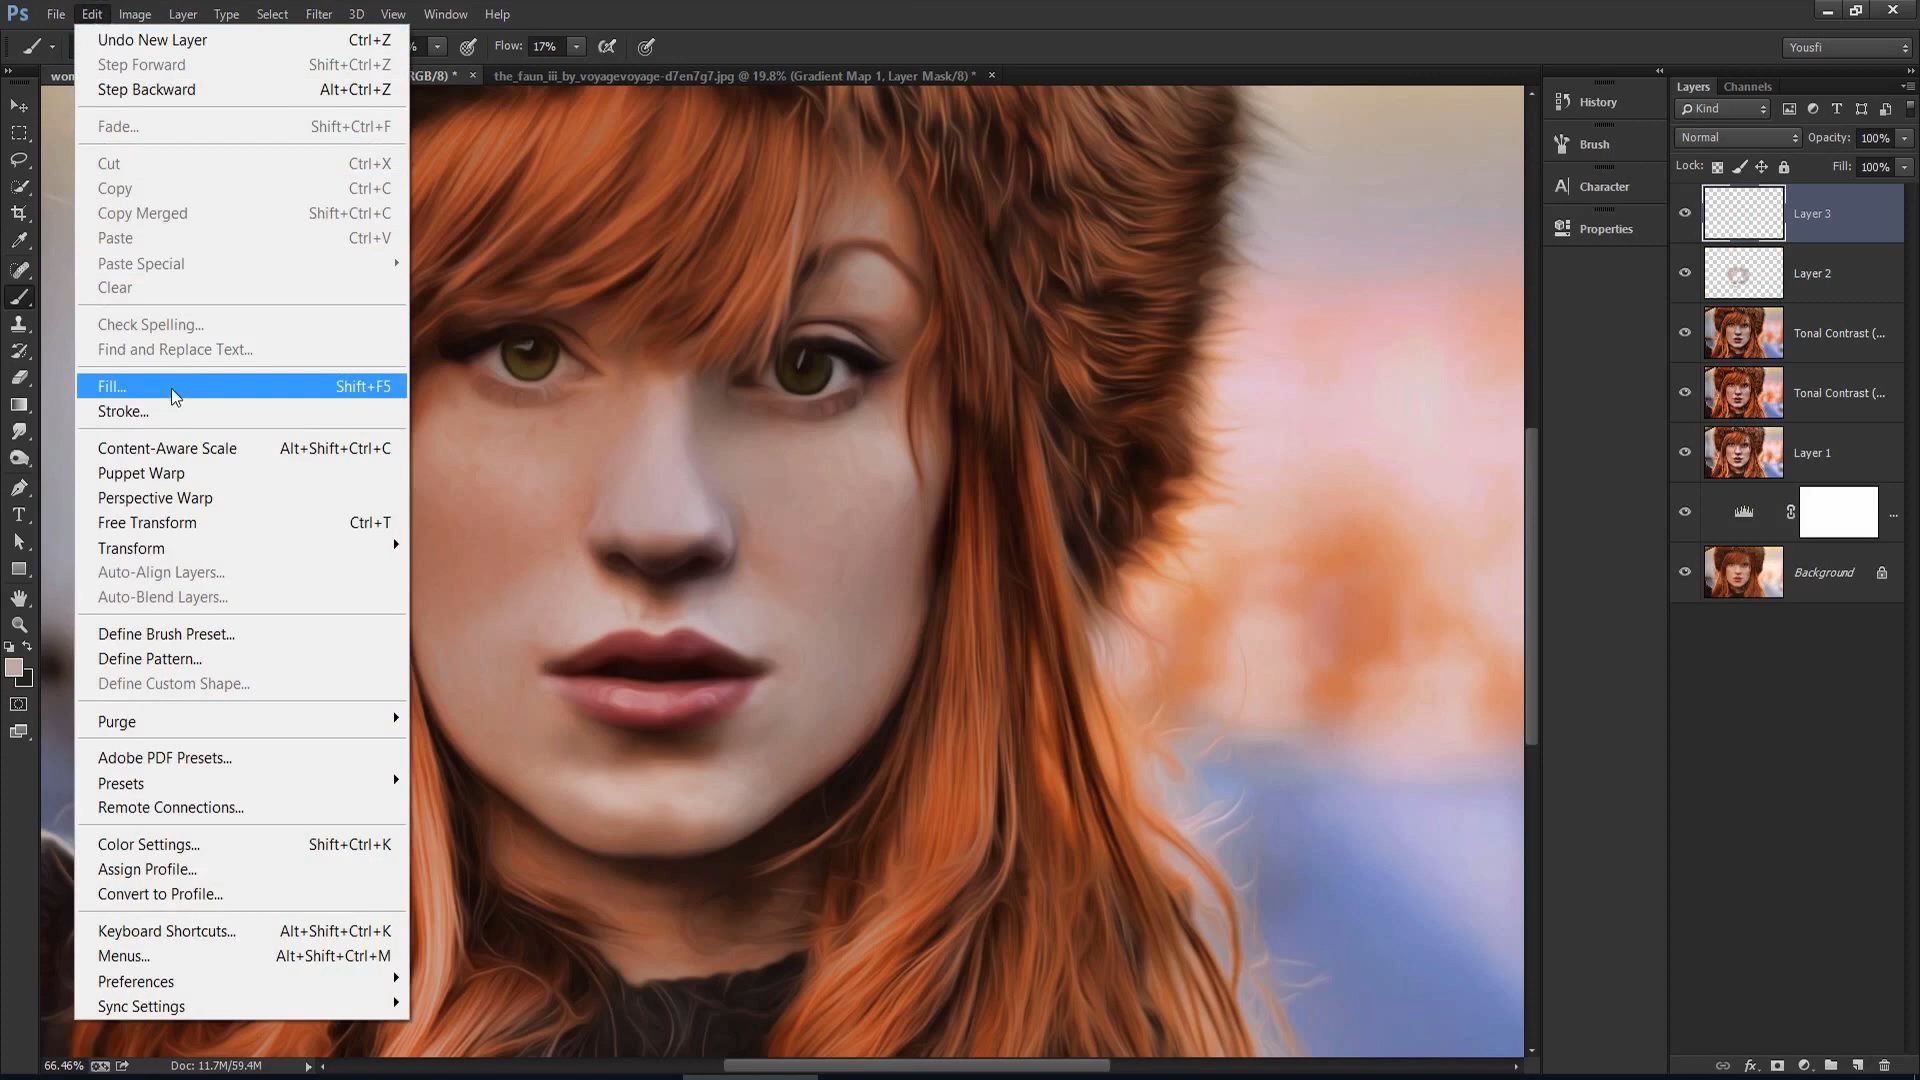 Ps File Edit Image Layer Type Select Filter 3D View Window Help
% Flow: 17% Yousfi
won
RGB/8) * × the_faun_iii_by_voyagevoyage-d7en7g7.jpg @ 19.8% (Gradient Map 1, Layer Mask/8) * ×
Undo New Layer Ctrl+Z
Step Forward Shift+Ctrl+Z
Step Backward Alt+Ctrl+Z
Fade... Shift+Ctrl+F
Cut Ctrl+X
Copy Ctrl+C
Copy Merged Shift+Ctrl+C
Paste Ctrl+V
Paste Special
Clear
Check Spelling...
Find and Replace Text...
Fill... Shift+F5
Stroke...
Content-Aware Scale Alt+Shift+Ctrl+C
Puppet Warp
Perspective Warp
Free Transform Ctrl+T
Transform
Auto-Align Layers...
Auto-Blend Layers...
Define Brush Preset...
Define Pattern...
Define Custom Shape...
Purge
Adobe PDF Presets...
Presets
Remote Connections...
Color Settings... Shift+Ctrl+K
Assign Profile...
Convert to Profile...
Keyboard Shortcuts... Alt+Shift+Ctrl+K
Menus... Alt+Shift+Ctrl+M
Preferences
Sync Settings
66.46% Doc: 11.7M/59.4M
History
Brush
Character
Properties
Layers Channels
Kind
Normal Opacity: 100%
Lock: Fill: 100%
Layer 3
Layer 2
Tonal Contrast (...
Tonal Contrast (...
Layer 1
...
Background
fx